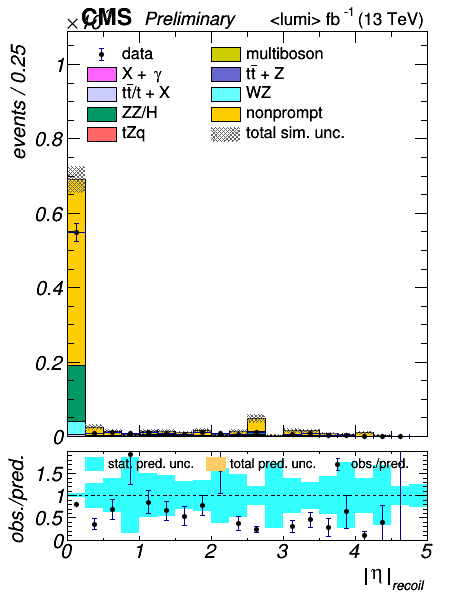 CMS Preliminary <lumi> fb⁻¹ (13 TeV)
events / 0.25
1
0.8
0.6
0.4
0.2
0
data
multiboson
X + γ
tt̄ + Z
tt̄/t + X
WZ
ZZ/H
nonprompt
tZq
total sim. unc.
obs./pred.
1.5
1
0.5
0
stat. pred. unc.
total pred. unc.
obs./pred.
0 1 2 3 4 5
|η|recoil